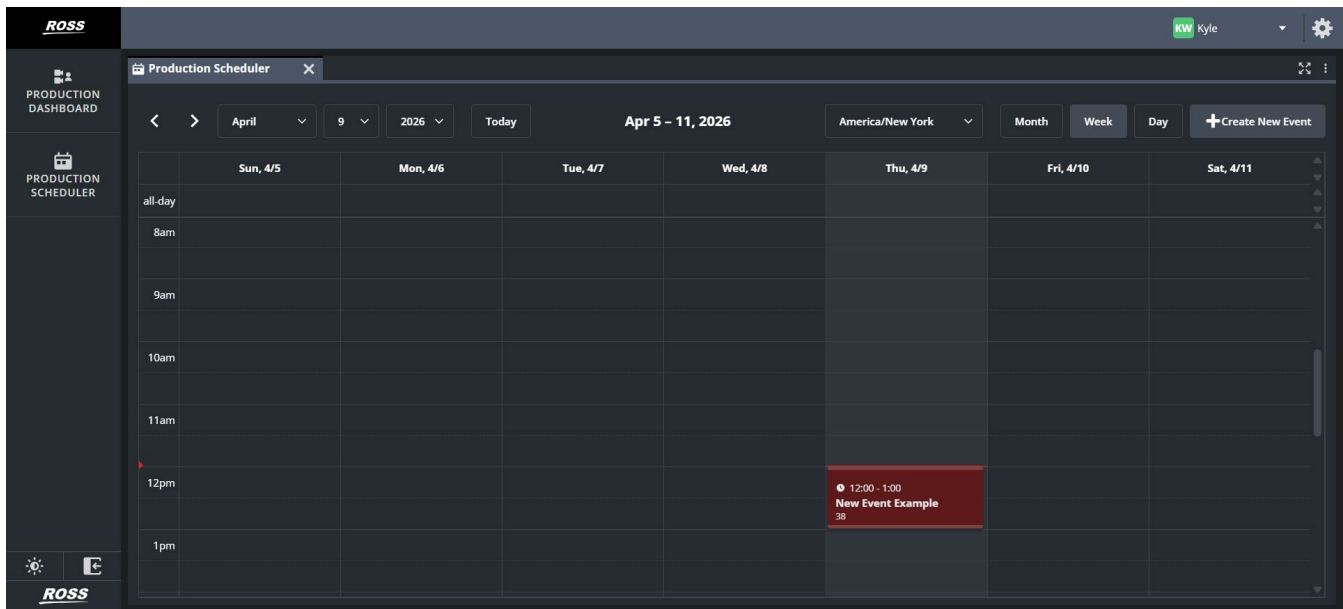 ROSS
KW Kyle
PRODUCTION
DASHBOARD
PRODUCTION
SCHEDULER
Production Scheduler
April 9 2026 Today Apr 5 – 11, 2026 America/New York Month Week Day +Create New Event
Sun, 4/5 Mon, 4/6 Tue, 4/7 Wed, 4/8 Thu, 4/9 Fri, 4/10 Sat, 4/11
all-day
8am
9am
10am
11am
12pm
12:00 - 1:00
New Event Example
38
1pm
ROSS